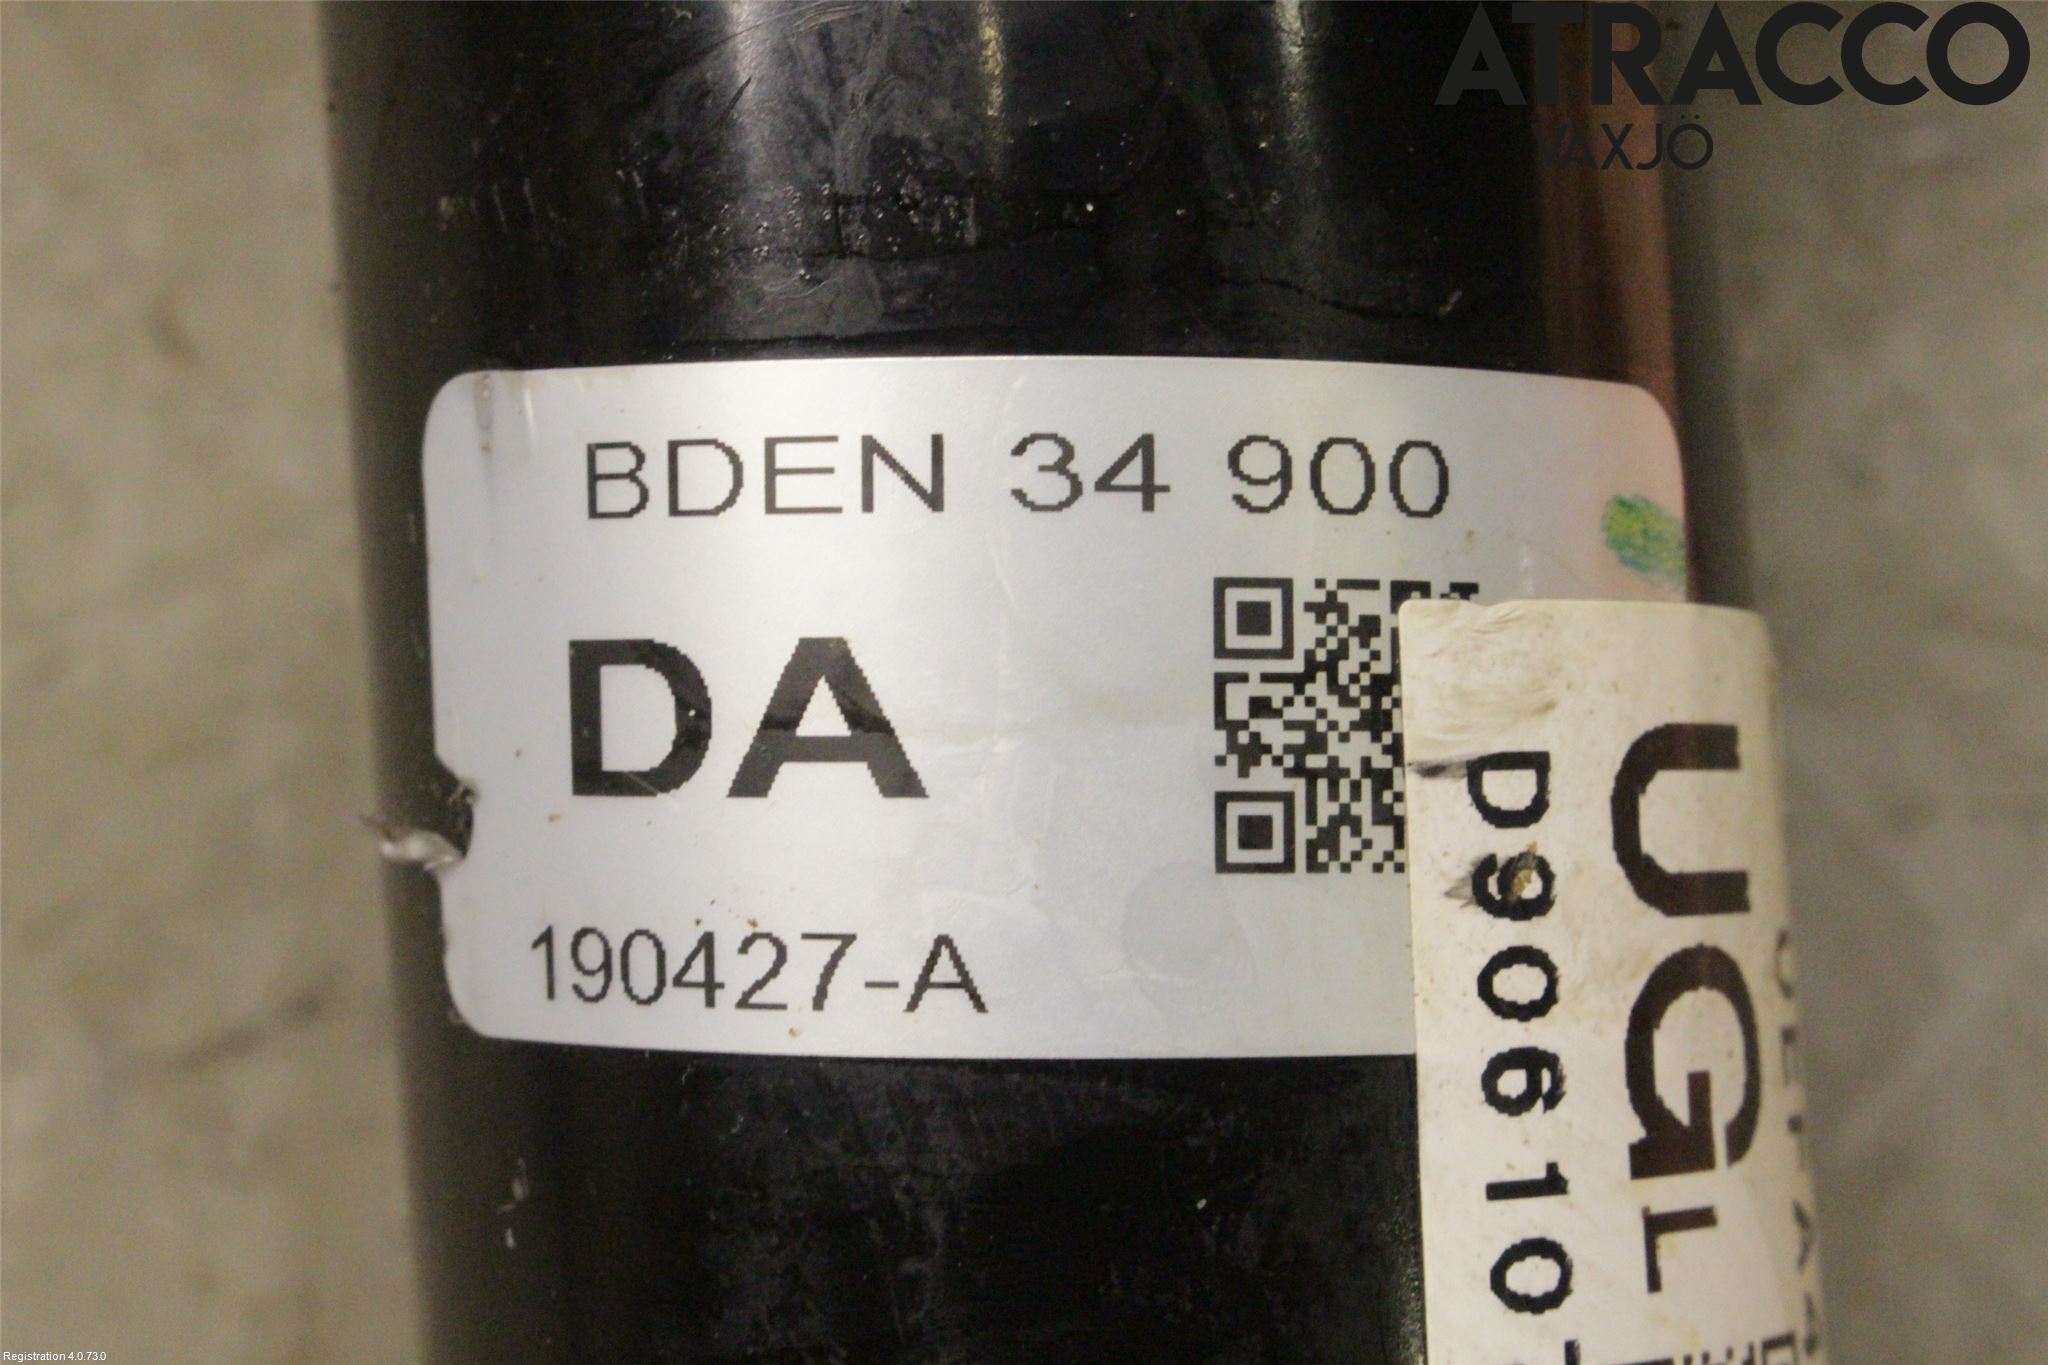 ATRACCO
VÄXJÖ
BDEN 34 900
DA
190427-A
UGL
D90610-
Registration 4.0.73.0